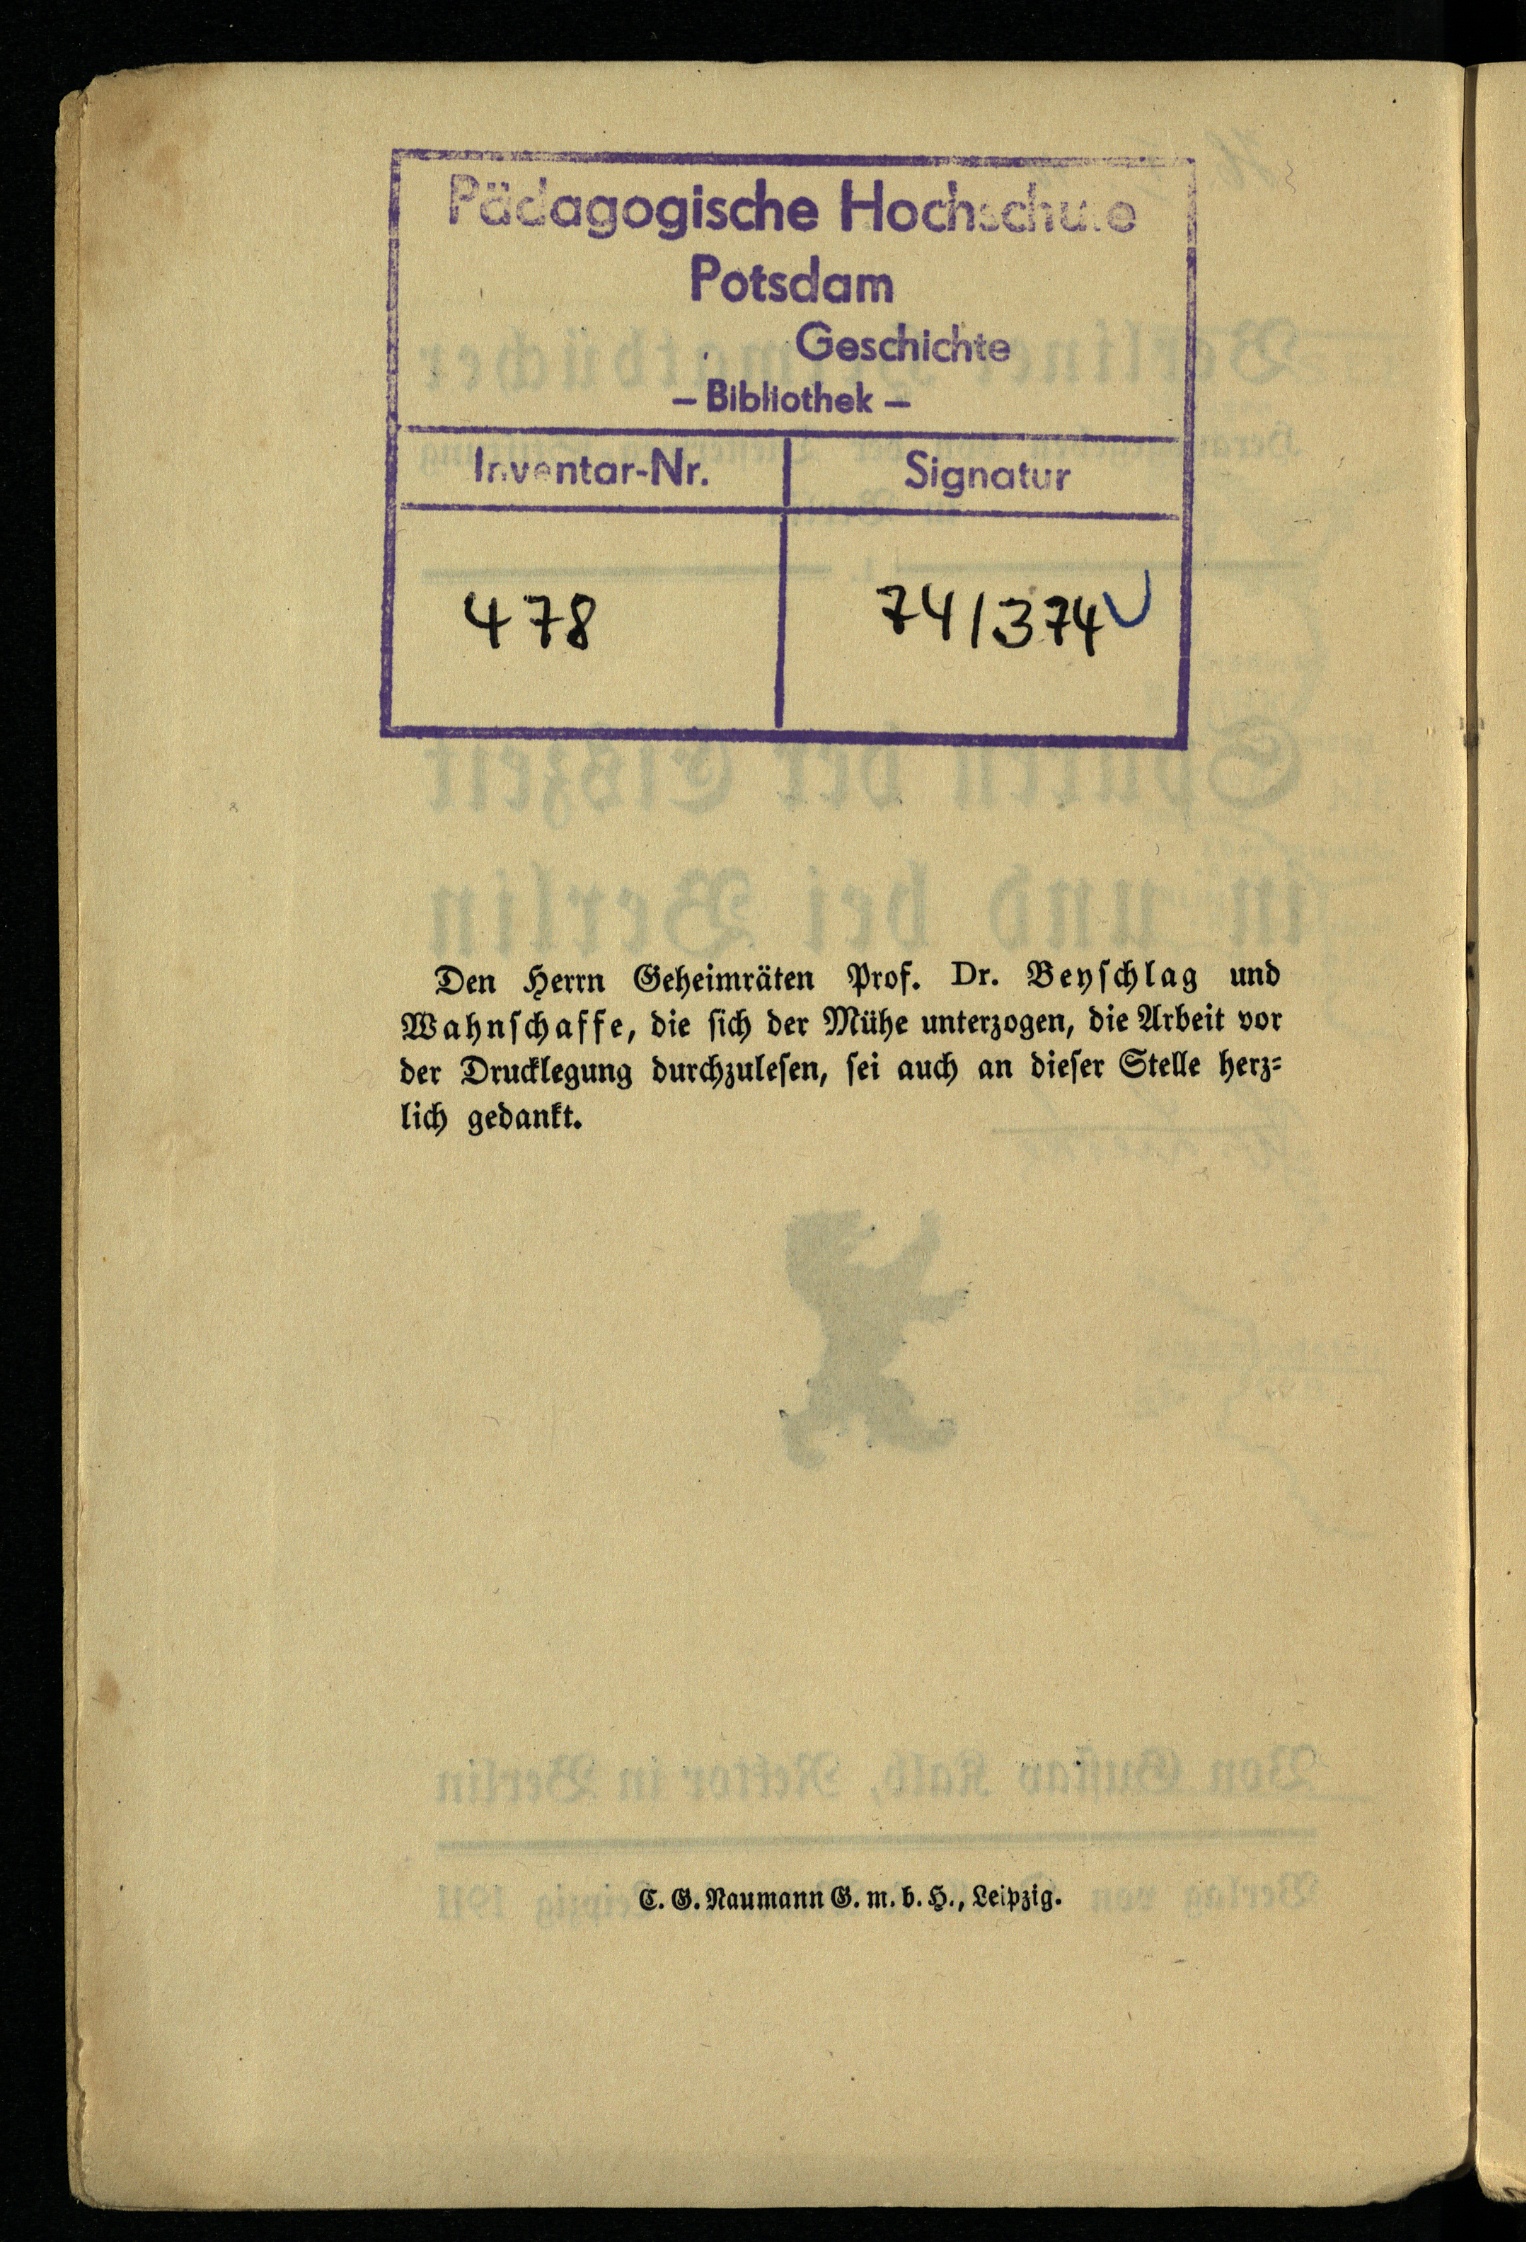 Pädagogische Hochschule
Potsdam
Geschichte
– Bibliothek –
Inventar-Nr. Signatur
478 74/374
Den Herrn Geheimräten Prof. Dr. Beyschlag und
Wahnschaffe, die sich der Mühe unterzogen, die Arbeit vor
der Drucklegung durchzulesen, sei auch an dieser Stelle herz-
lich gedankt.
C. G. Naumann G. m. b. H., Leipzig.